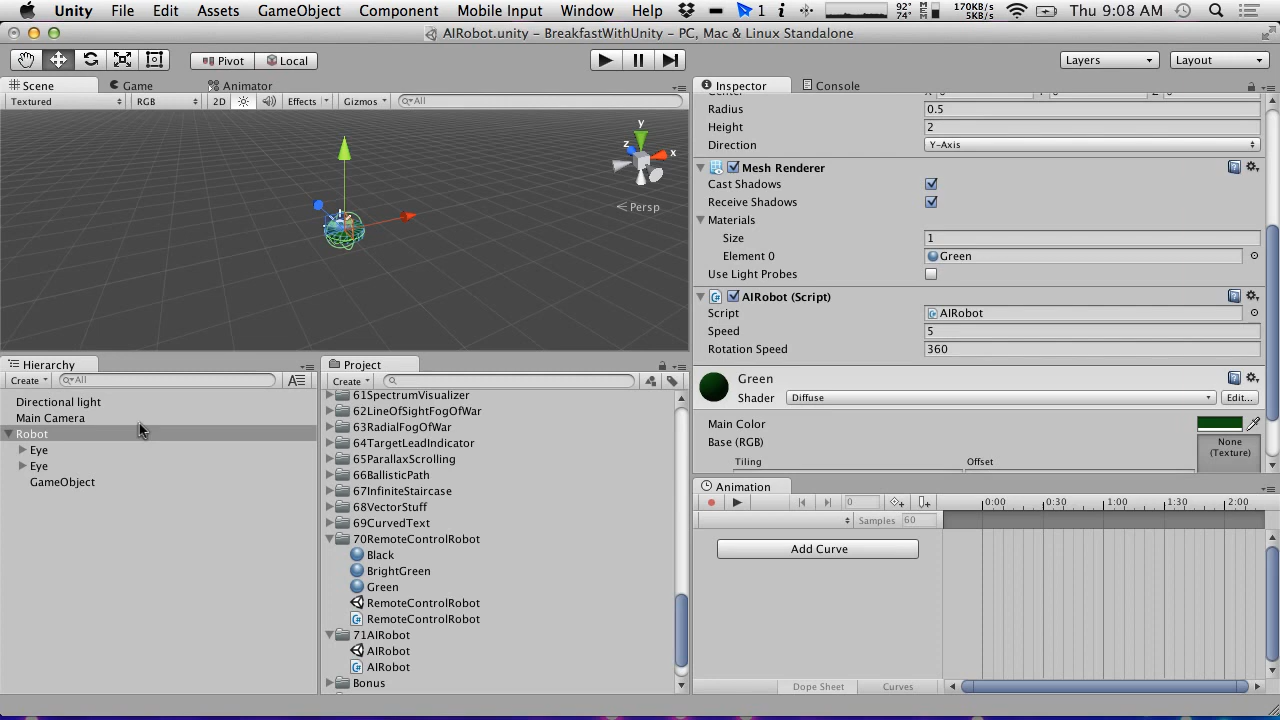 Unity File Edit Assets GameObject Component Mobile Input Window Help 1 92° 74° MEM 170KB/s 5KB/s Thu 9:08 AM
AIRobot.unity - BreakfastWithUnity - PC, Mac & Linux Standalone
Pivot Local Layers Layout
Scene Game Animator
Textured RGB 2D Effects Gizmos All
y
z x
Persp
Inspector Console
Radius 0.5
Height 2
Direction Y-Axis
Mesh Renderer
Cast Shadows
Receive Shadows
Materials
Size 1
Element 0 Green
Use Light Probes
AIRobot (Script)
Script AIRobot
Speed 5
Rotation Speed 360
Green
Shader Diffuse Edit...
Main Color
Base (RGB) None
(Texture)
Tiling Offset
Hierarchy
Create All
Directional light
Main Camera
Robot
Eye
Eye
GameObject
Project
Create
61SpectrumVisualizer
62LineOfSightFogOfWar
63RadialFogOfWar
64TargetLeadIndicator
65ParallaxScrolling
66BallisticPath
67InfiniteStaircase
68VectorStuff
69CurvedText
70RemoteControlRobot
Black
BrightGreen
Green
RemoteControlRobot
RemoteControlRobot
71AIRobot
AIRobot
AIRobot
Bonus
Animation
0 0:00 0:30 1:00 1:30 2:00
Samples 60
Add Curve
Dope Sheet Curves